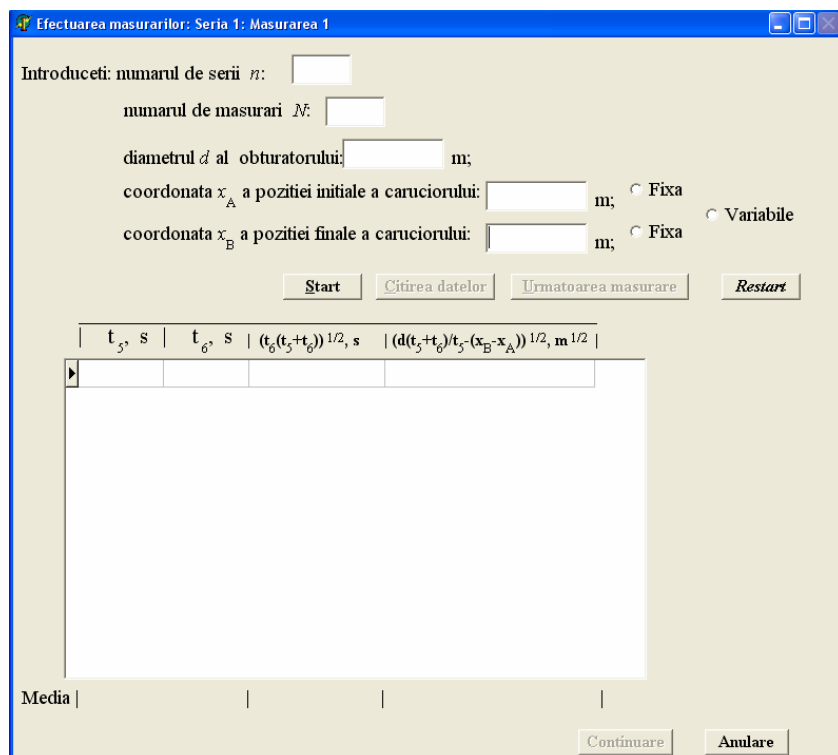 Efectuarea masurarilor: Seria 1: Masurarea 1
Introduceti: numarul de serii n:
numarul de masurari N:
diametrul d al obturatorului: m;
coordonata x_A a pozitiei initiale a caruciorului: m; Fixa
Variabile
coordonata x_B a pozitiei finale a caruciorului: m; Fixa
Start Citirea datelor Urmatoarea masurare Restart
| t_5, s | t_6, s | (t_6(t_5+t_6))^1/2, s | (d(t_5+t_6)/t_5-(x_B-x_A))^1/2, m^1/2 |
Media | | | |
Continuare Anulare